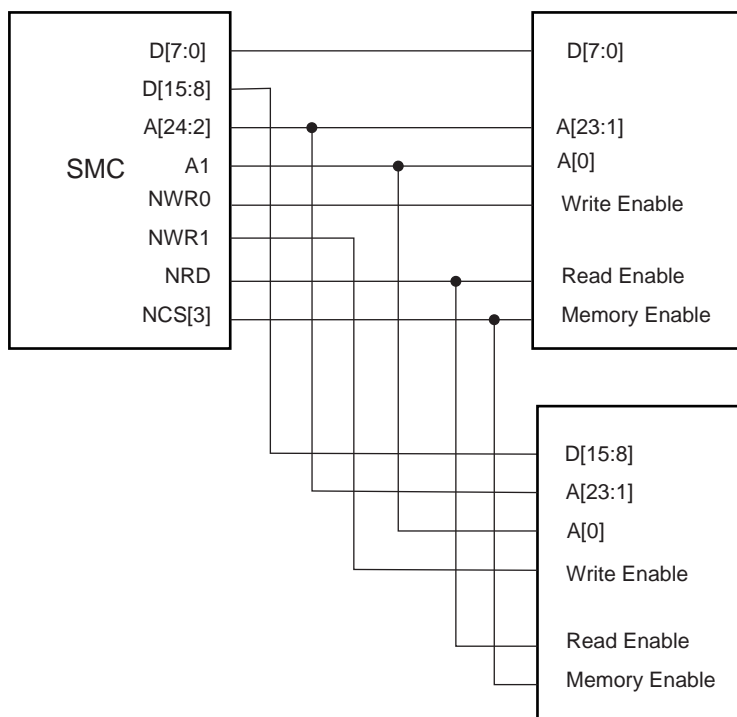 D[7:0]
D[15:8]
A[24:2]
SMC
A1
NWR0
NWR1
NRD
NCS[3]
D[7:0]
A[23:1]
A[0]
Write Enable
Read Enable
Memory Enable
D[15:8]
A[23:1]
A[0]
Write Enable
Read Enable
Memory Enable